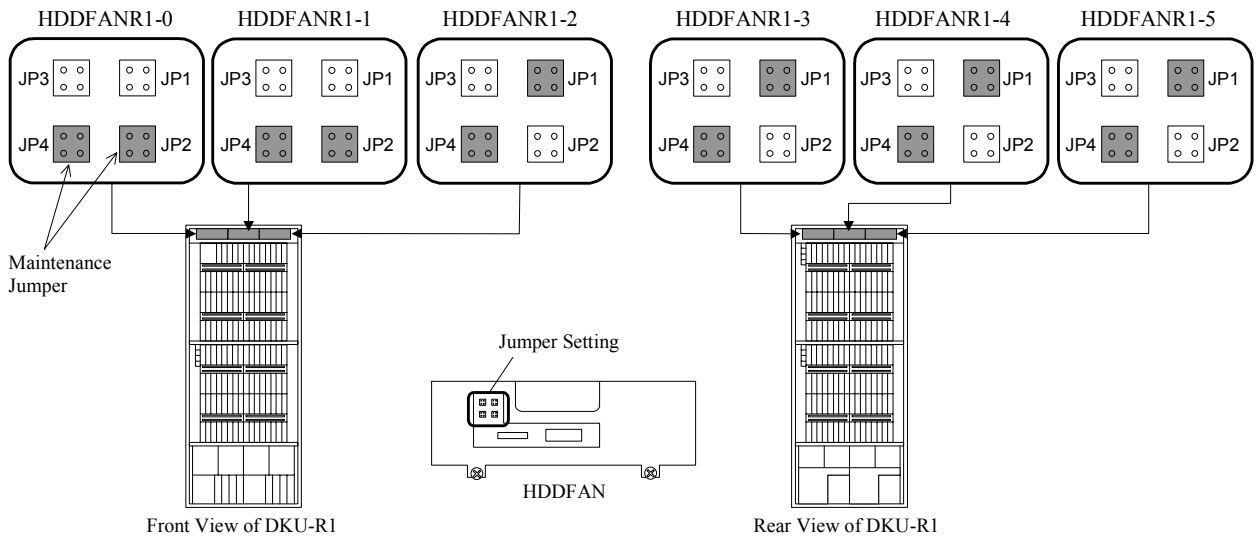 HDDFANR1-0 HDDFANR1-1 HDDFANR1-2 HDDFANR1-3 HDDFANR1-4 HDDFANR1-5
JP3 JP1 JP3 JP1 JP3 JP1 JP3 JP1 JP3 JP1 JP3 JP1
JP4 JP2 JP4 JP2 JP4 JP2 JP4 JP2 JP4 JP2 JP4 JP2
Maintenance
Jumper
Jumper Setting
HDDFAN
Front View of DKU-R1
Rear View of DKU-R1